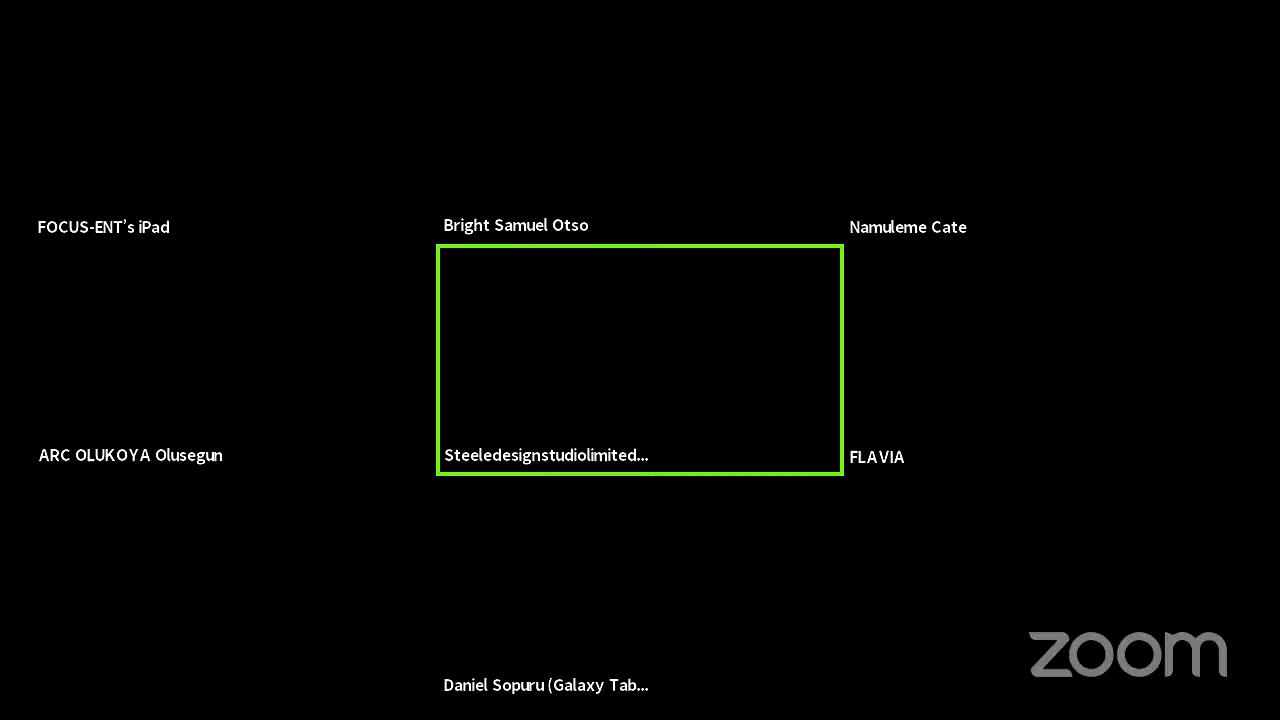 FOCUS-ENT's iPad
Bright Samuel Otso
Namuleme Cate
ARC OLUKOYA Olusegun
Steeledesignstudiolimited...
FLAVIA
Daniel Sopuru (Galaxy Tab...
zoom